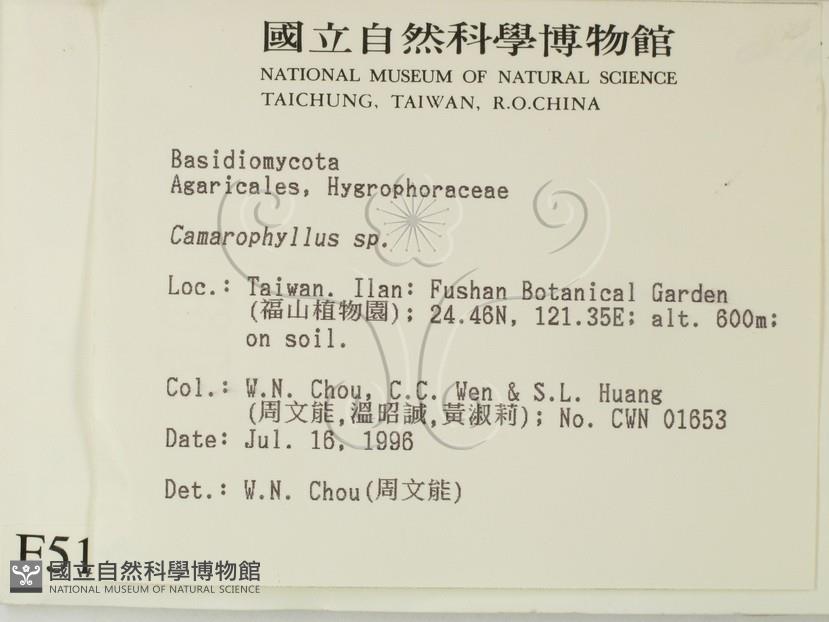 國立自然科學博物館
NATIONAL MUSEUM OF NATURAL SCIENCE
TAICHUNG, TAIWAN, R.O.CHINA
Basidiomycota
Agaricales, Hygrophoraceae
Camarophyllus sp.
Loc.: Taiwan. Ilan: Fushan Botanical Garden
(福山植物園); 24.46N, 121.35E; alt. 600m;
on soil.
Col.: W.N. Chou, C.C. Wen & S.L. Huang
(周文能,溫昭誠,黃淑莉); No. CWN 01653
Date: Jul. 16, 1996
Det.: W.N. Chou(周文能)
國立自然科學博物館
NATIONAL MUSEUM OF NATURAL SCIENCE